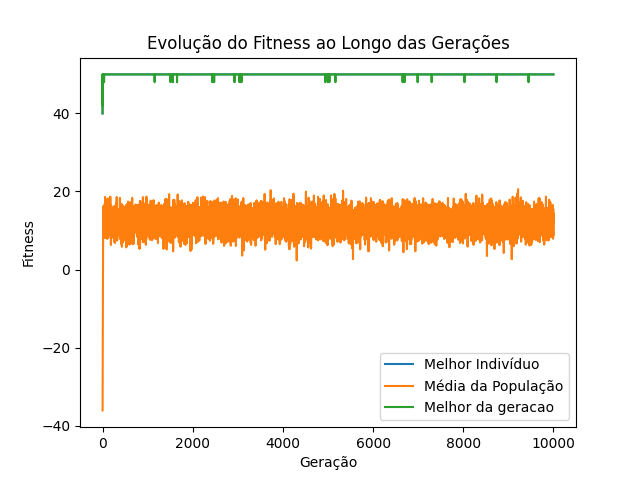 Evolução do Fitness ao Longo das Gerações
Fitness
40
20
0
−20
−40
0
2000
4000
6000
8000
10000
Geração
Melhor Indivíduo
Média da População
Melhor da geracao